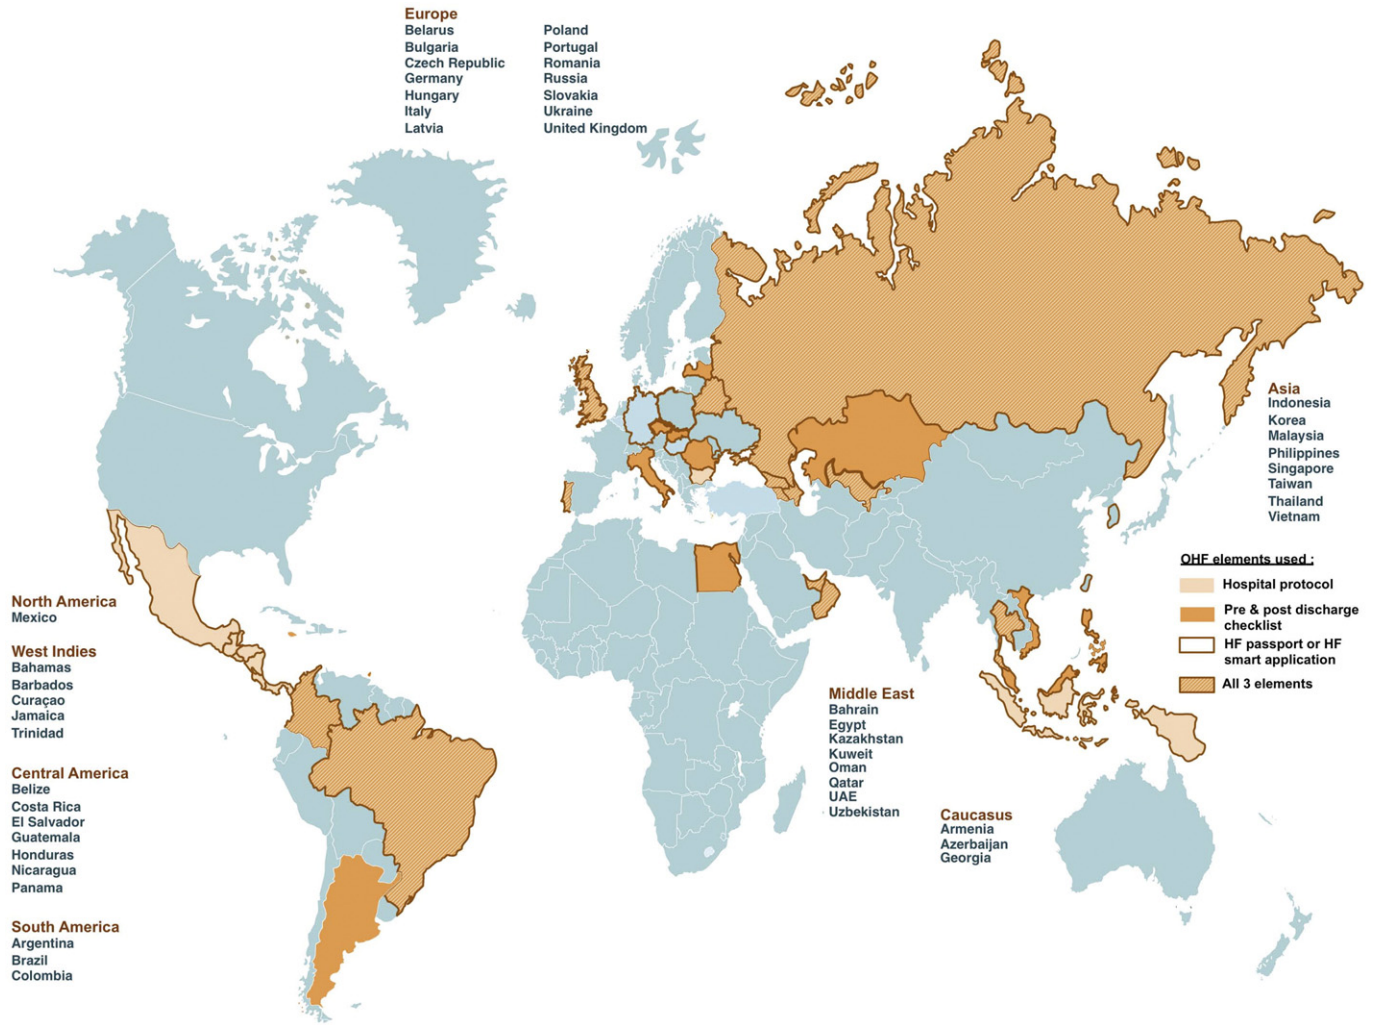 Europe
Belarus
Bulgaria
Czech Republic
Germany
Hungary
Italy
Latvia
Poland
Portugal
Romania
Russia
Slovakia
Ukraine
United Kingdom
Asia
Indonesia
Korea
Malaysia
Philippines
Singapore
Taiwan
Thailand
Vietnam
OHF elements used :
Hospital protocol
Pre & post discharge
checklist
HF passport or HF
smart application
All 3 elements
North America
Mexico
West Indies
Bahamas
Barbados
Curaçao
Jamaica
Trinidad
Central America
Belize
Costa Rica
El Salvador
Guatemala
Honduras
Nicaragua
Panama
South America
Argentina
Brazil
Colombia
Middle East
Bahrain
Egypt
Kazakhstan
Kuweit
Oman
Qatar
UAE
Uzbekistan
Caucasus
Armenia
Azerbaijan
Georgia